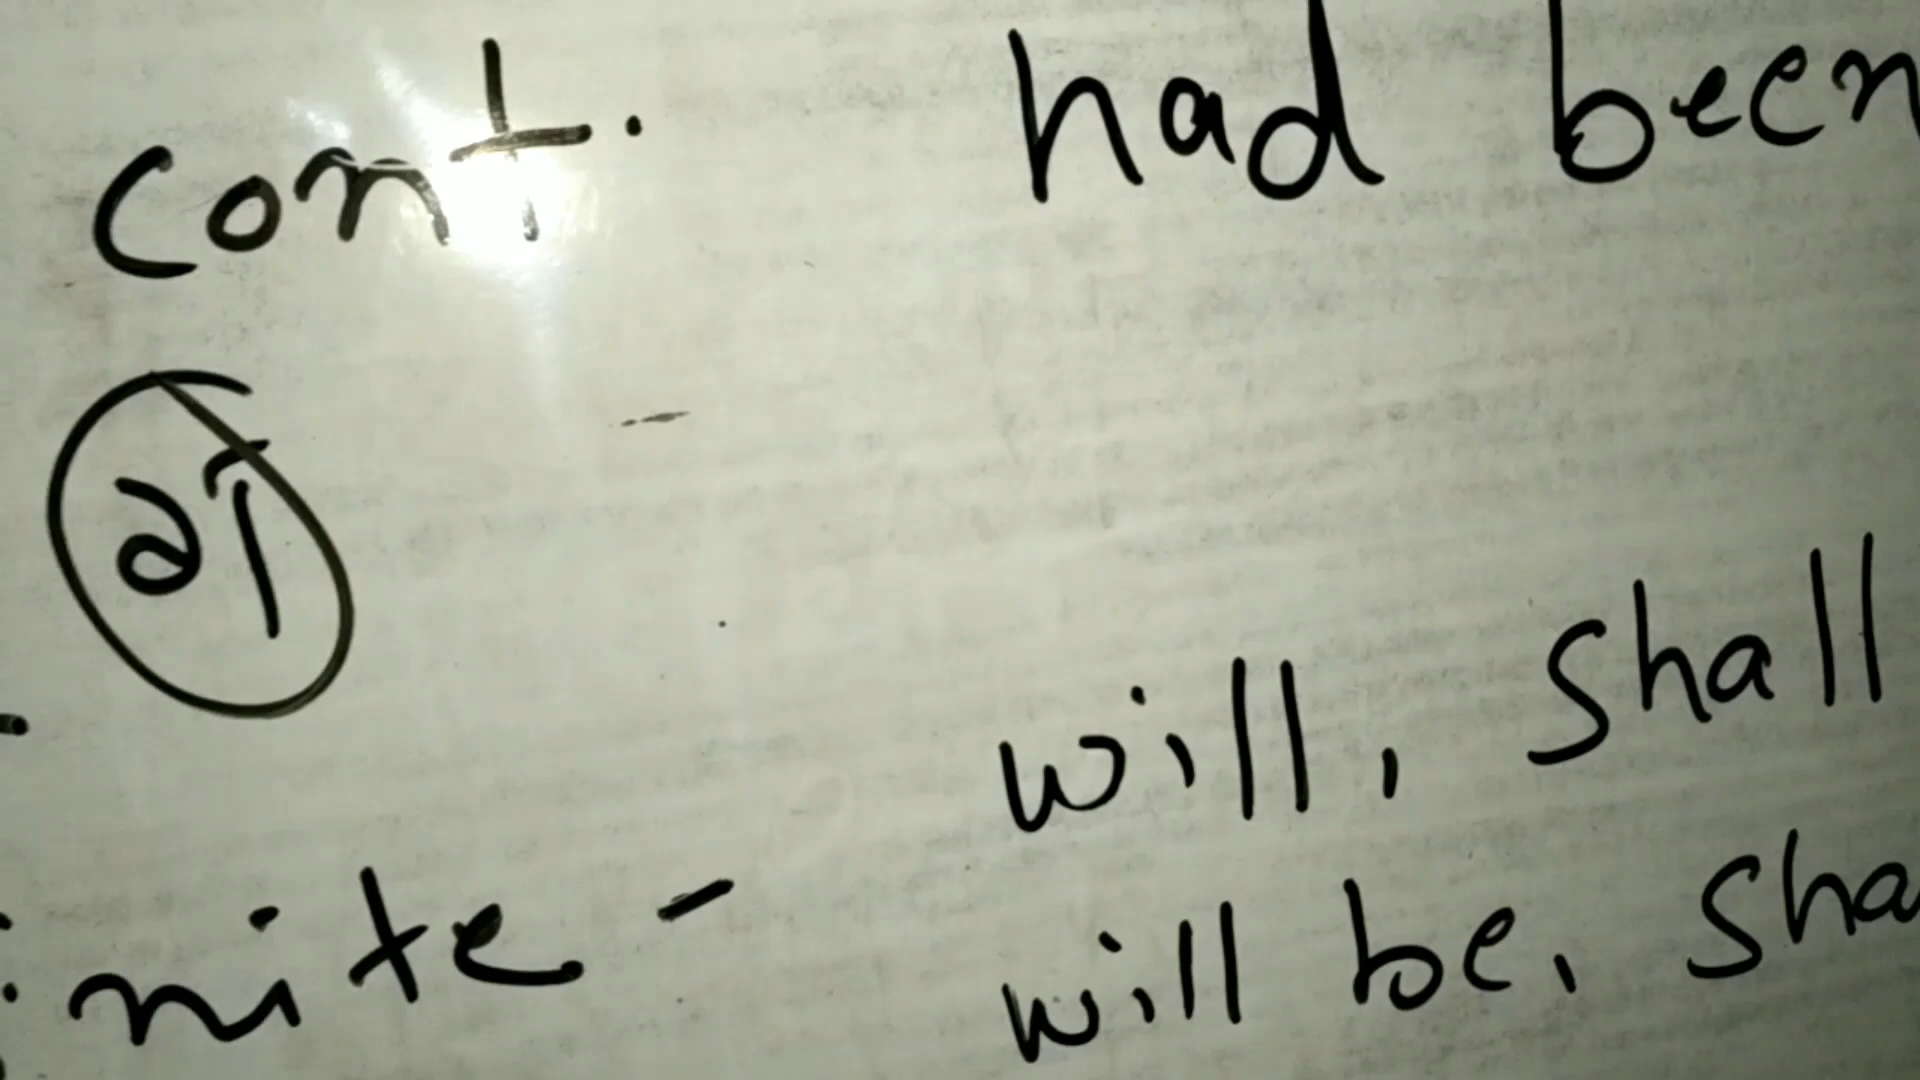 cont. had been
will, shall
nite - will be, sha